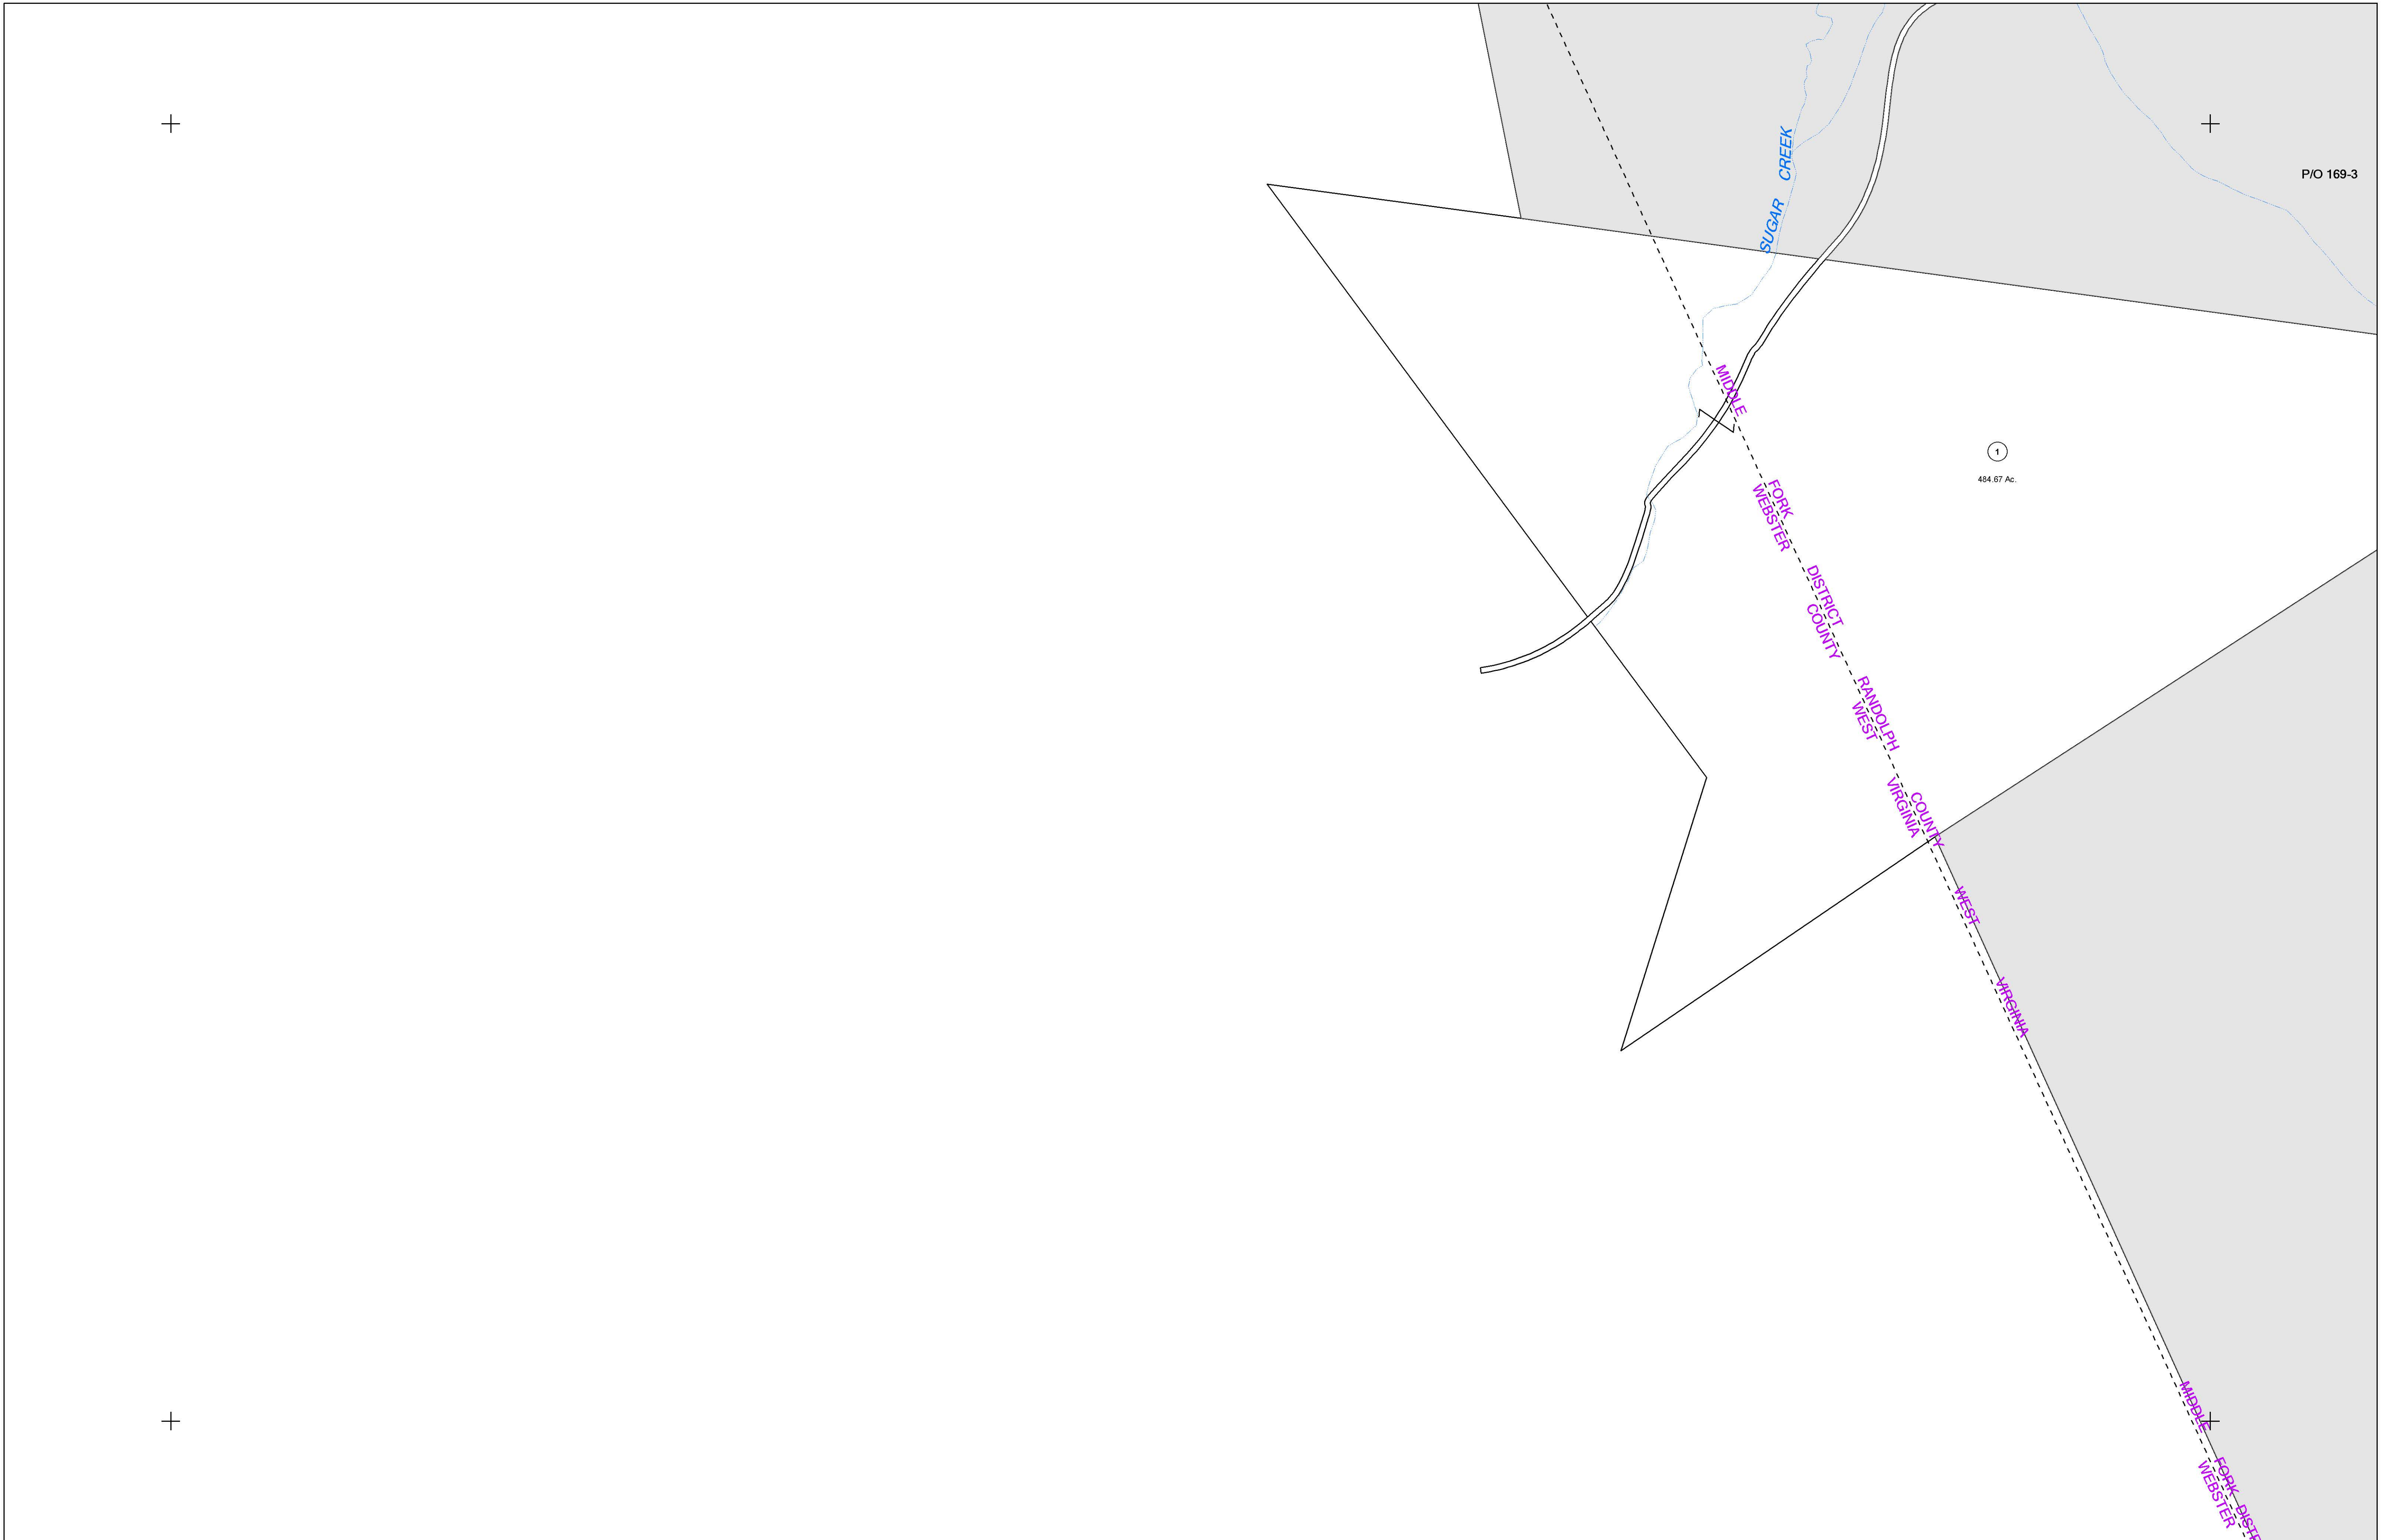 P/O 169-3
SUGAR CREEK
1
484.67 Ac.
MIDDLE FORK DISTRICT RANDOLPH COUNTY WEST VIRGINIA
WEBSTER COUNTY WEST VIRGINIA
MIDDLE FORK DISTR
WEBSTER